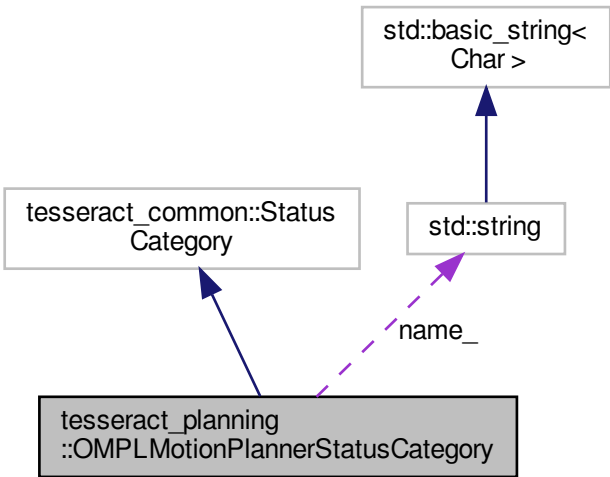 std::basic_string<
Char >
tesseract_common::Status
Category
std::string
name_
tesseract_planning
::OMPLMotionPlannerStatusCategory